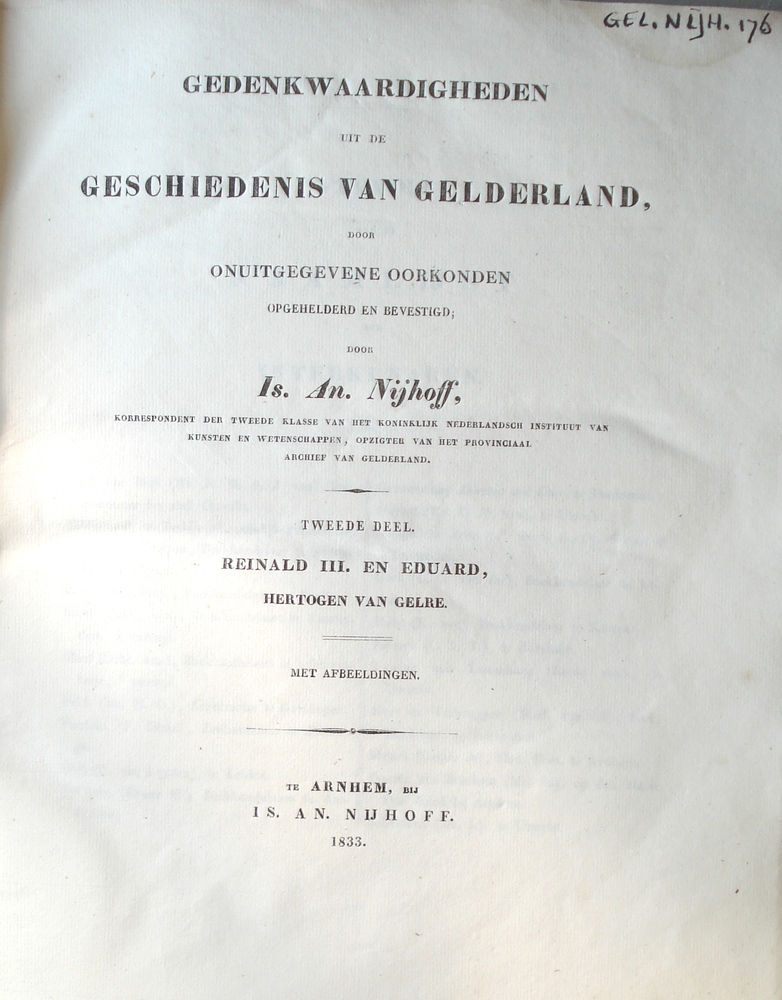 GEL. NIJH. 176
GEDENKWAARDIGHEDEN
UIT DE
GESCHIEDENIS VAN GELDERLAND,
DOOR
ONUITGEGEVENE OORKONDEN
OPGEHELDERD EN BEVESTIGD;
DOOR
Is. An. Nijhoff,
KORRESPONDENT DER TWEEDE KLASSE VAN HET KONINKLIJK NEDERLANDSCH INSTITUUT VAN
KUNSTEN EN WETENSCHAPPEN, OPZIGTER VAN HET PROVINCIAAL
ARCHIEF VAN GELDERLAND.
TWEEDE DEEL.
REINALD III. EN EDUARD,
HERTOGEN VAN GELRE.
MET AFBEELDINGEN.
TE ARNHEM, BIJ
IS. AN. NIJHOFF.
1833.